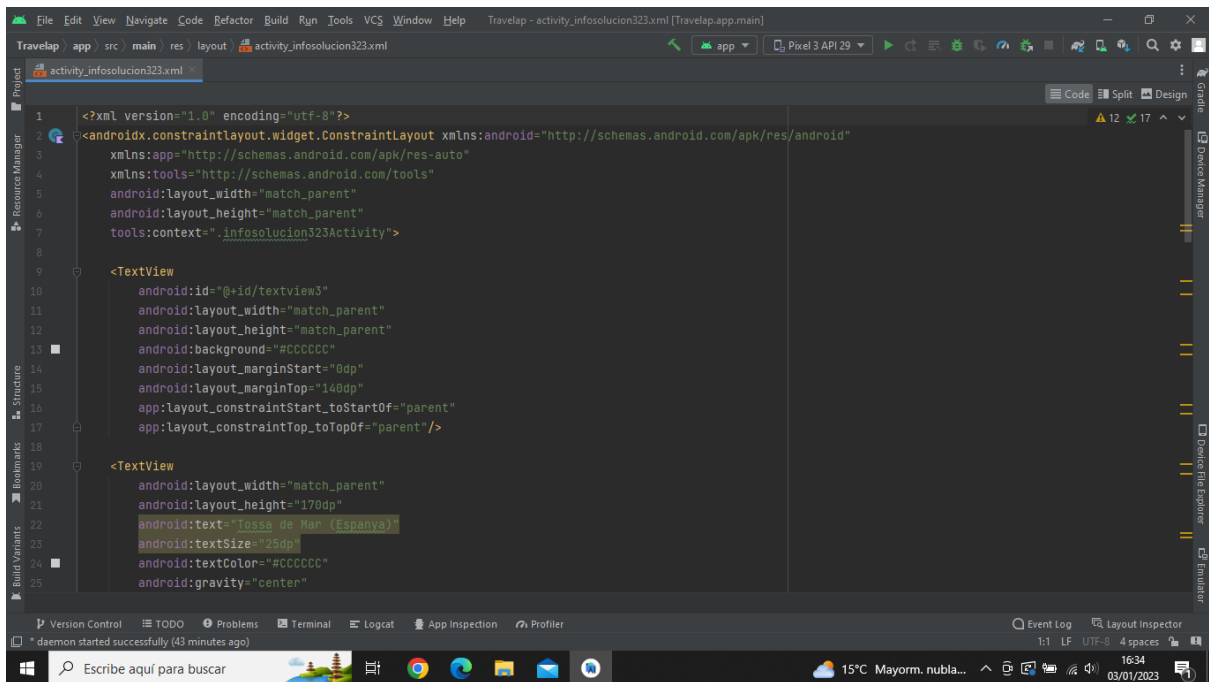 File Edit View Navigate Code Refactor Build Run Tools VCS Window Help Travelap - activity_infosolucion323.xml [Travelap.app.main]
Travelap app src main res layout activity_infosolucion323.xml app Pixel 3 API 29
activity_infosolucion323.xml
Code Split Design
1 <?xml version="1.0" encoding="utf-8"?>
12 17
2 <androidx.constraintlayout.widget.ConstraintLayout xmlns:android="http://schemas.android.com/apk/res/android"
3 xmlns:app="http://schemas.android.com/apk/res-auto"
4 xmlns:tools="http://schemas.android.com/tools"
5 android:layout_width="match_parent"
6 android:layout_height="match_parent"
7 tools:context=".infosolucion323Activity">
8
9 <TextView
10 android:id="@+id/textview3"
11 android:layout_width="match_parent"
12 android:layout_height="match_parent"
13 android:background="#CCCCCC"
14 android:layout_marginStart="0dp"
15 android:layout_marginTop="140dp"
16 app:layout_constraintStart_toStartOf="parent"
17 app:layout_constraintTop_toTopOf="parent"/>
18
19 <TextView
20 android:layout_width="match_parent"
21 android:layout_height="170dp"
22 android:text="Tossa de Mar (Espanya)"
23 android:textSize="25dp"
24 android:textColor="#CCCCCC"
25 android:gravity="center"
Project
Resource Manager
Structure
Bookmarks
Build Variants
Gradle
Device Manager
Device File Explorer
Emulator
Version Control TODO Problems Terminal Logcat App Inspection Profiler Event Log Layout Inspector
* daemon started successfully (43 minutes ago) 1:1 LF UTF-8 4 spaces
Escribe aquí para buscar 15°C Mayorm. nubla... 16:34
03/01/2023
1